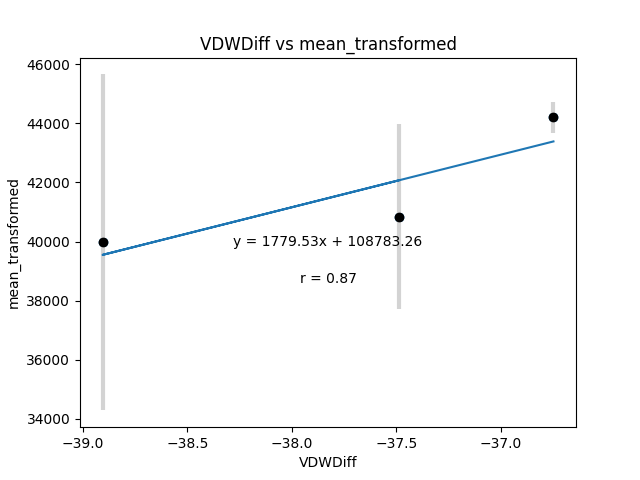 VDWDiff vs mean_transformed
46000
44000
42000
40000
38000
36000
34000
mean_transformed
y = 1779.53x + 108783.26
r = 0.87
−39.0 −38.5 −38.0 −37.5 −37.0
VDWDiff